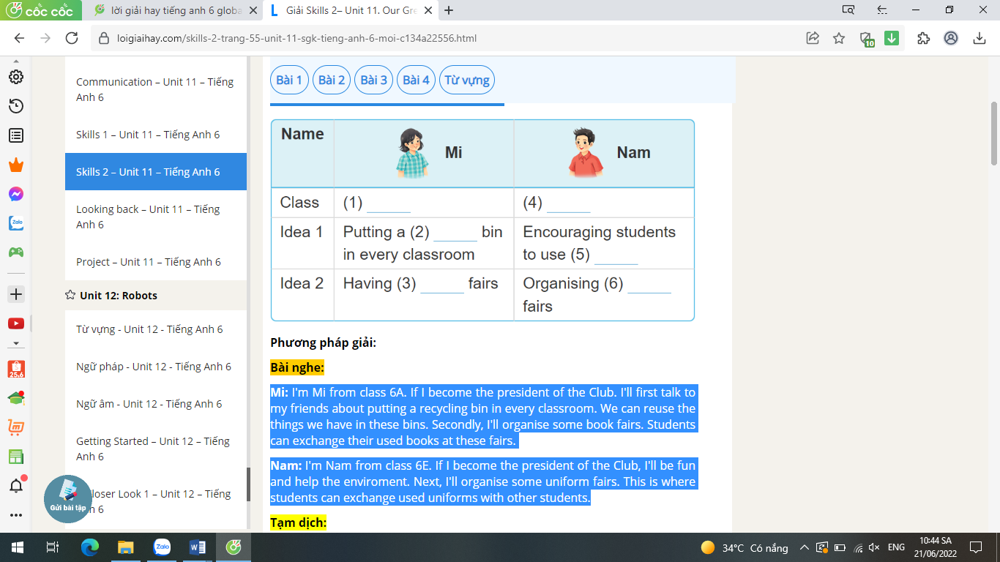 cốc cốc
lời giải hay tiếng anh 6 globa
Giải Skills 2– Unit 11. Our Gre
loigiaihay.com/skills-2-trang-55-unit-11-sgk-tieng-anh-6-moi-c134a22556.html
10
Communication – Unit 11 – Tiếng
Anh 6
Skills 1 – Unit 11 – Tiếng Anh 6
Skills 2 – Unit 11 – Tiếng Anh 6
Looking back – Unit 11 – Tiếng
Anh 6
Project – Unit 11 – Tiếng Anh 6
Unit 12: Robots
Từ vựng - Unit 12 - Tiếng Anh 6
Ngữ pháp - Unit 12 - Tiếng Anh 6
Ngữ âm - Unit 12 - Tiếng Anh 6
Getting Started – Unit 12 – Tiếng
Anh 6
loser Look 1 – Unit 12 – Tiếng
h 6
Gửi bài tập
Zalo
25.6
Bài 1 Bài 2 Bài 3 Bài 4 Từ vựng
Name Mi Nam
Class (1) _____ (4) _____
Idea 1 Putting a (2) _____ bin Encouraging students
in every classroom to use (5) _____
Idea 2 Having (3) _____ fairs Organising (6) _____
fairs
Phương pháp giải:
Bài nghe:
Mi: I'm Mi from class 6A. If I become the president of the Club. I'll first talk to
my friends about putting a recycling bin in every classroom. We can reuse the
things we have in these bins. Secondly, I'll organise some book fairs. Students
can exchange their used books at these fairs.
Nam: I'm Nam from class 6E. If I become the president of the Club, I'll be fun
and help the enviroment. Next, I'll organise some uniform fairs. This is where
students can exchange used uniforms with other students.
Tạm dịch:
Zalo
34°C Có nắng
ENG
10:44 SA
21/06/2022